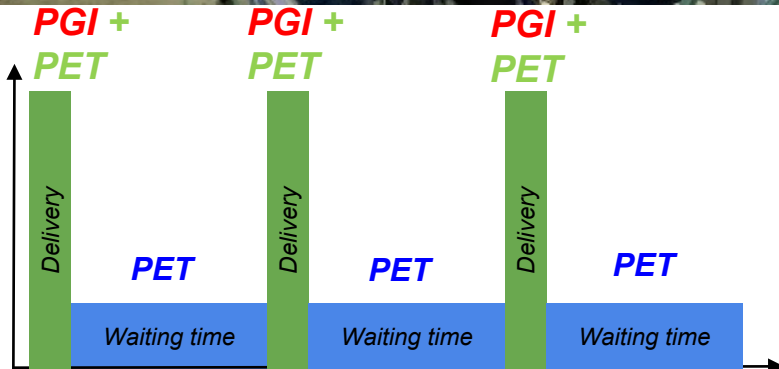 PGI +
PET
PGI +
PET
PGI +
PET
Delivery
PET
Waiting time
Delivery
PET
Waiting time
Delivery
PET
Waiting time